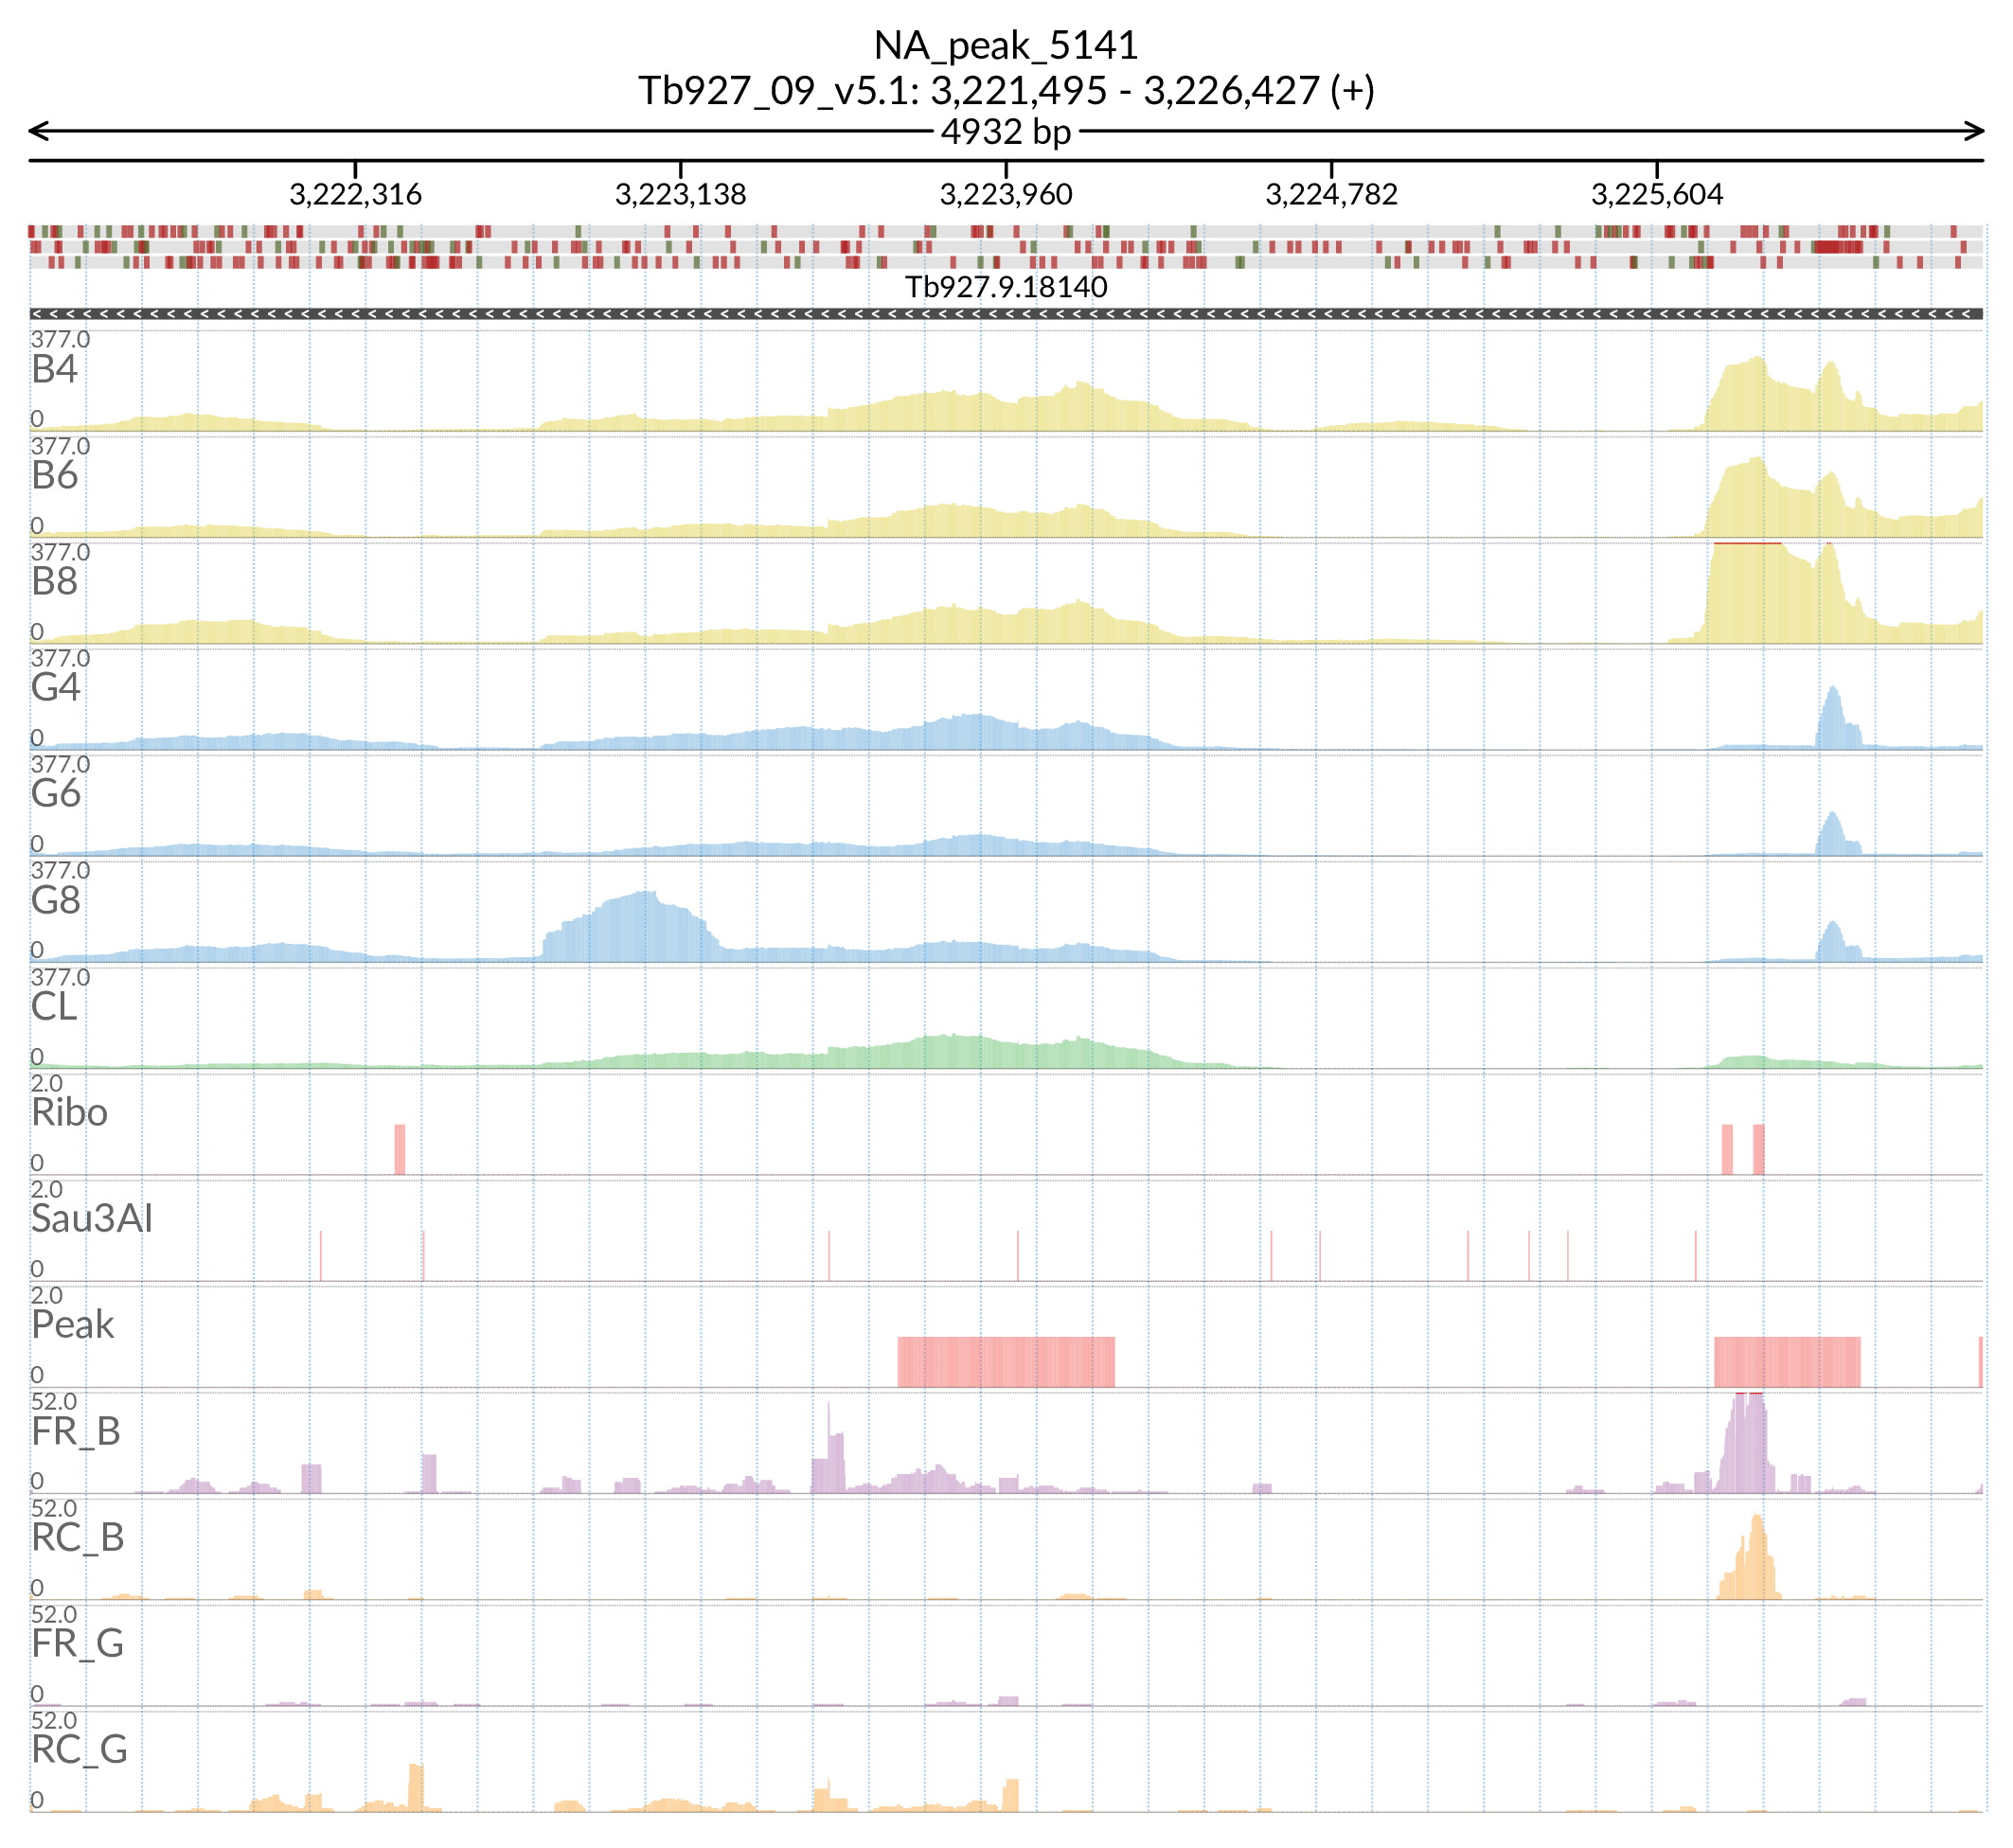 NA_peak_5141
Tb927_09_v5.1: 3,221,495 - 3,226,427 (+)
4932 bp
3,222,316 3,223,138 3,223,960 3,224,782 3,225,604
Tb927.9.18140
377.0
B4
0
377.0
B6
0
377.0
B8
0
377.0
G4
0
377.0
G6
0
377.0
G8
0
377.0
CL
0
2.0
Ribo
0
2.0
Sau3AI
0
2.0
Peak
0
52.0
FR_B
0
52.0
RC_B
0
52.0
FR_G
0
52.0
RC_G
0